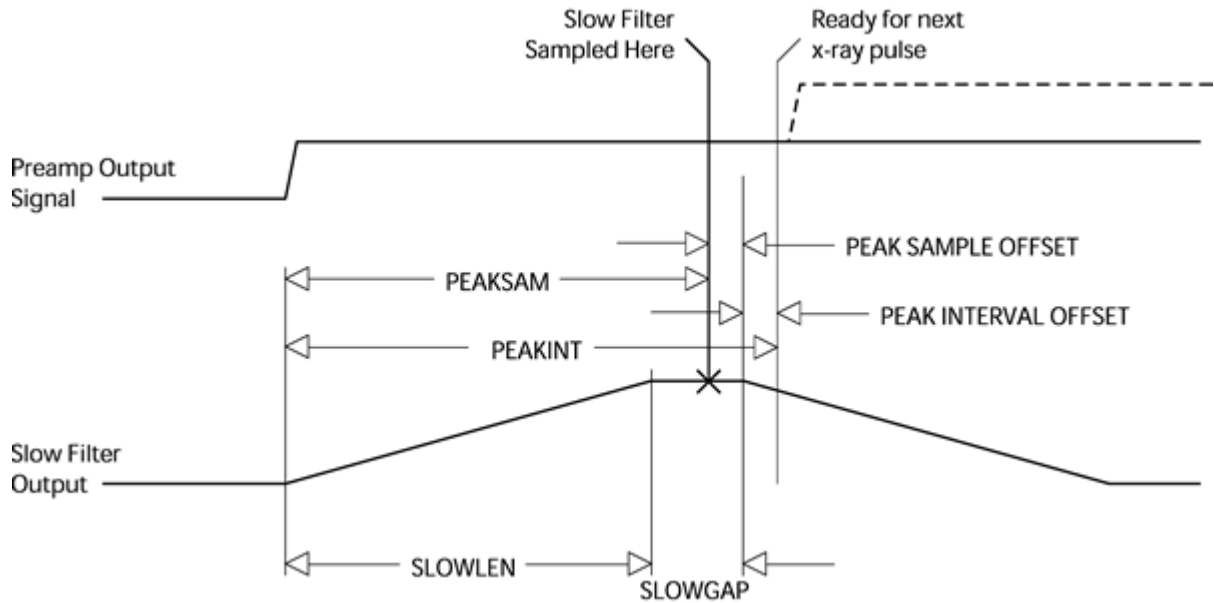 Slow Filter
Sampled Here
Ready for next
x-ray pulse
Preamp Output
Signal
PEAK SAMPLE OFFSET
PEAKSAM
PEAK INTERVAL OFFSET
PEAKINT
Slow Filter
Output
SLOWLEN
SLOWGAP